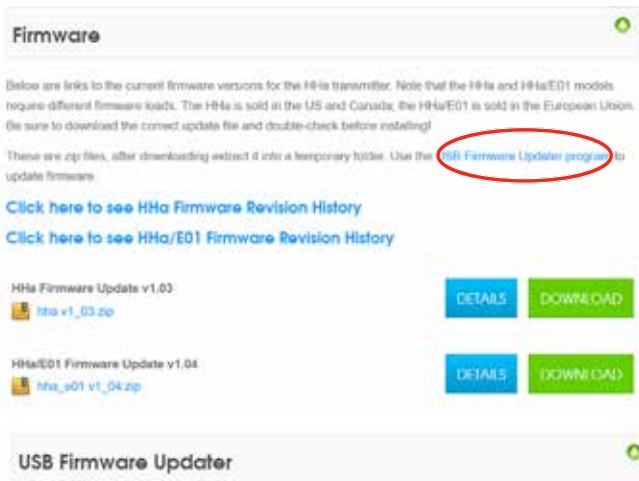 Firmware
Below are links to the current firmware versions for the HHa transmitter. Note that the HHa and HHa/E01 models
require different firmware loads. The HHa is sold in the US and Canada; the HHa/E01 is sold in the European Union.
Be sure to download the correct update file and double-check before installing!
These are zip files, after downloading extract it into a temporary folder. Use the USB Firmware Updater program to
update firmware.
Click here to see HHa Firmware Revision History
Click here to see HHa/E01 Firmware Revision History
HHa Firmware Update v1.03
hha v1_03.zip
DETAILS
DOWNLOAD
HHa/E01 Firmware Update v1.04
hha_e01 v1_04.zip
DETAILS
DOWNLOAD
USB Firmware Updater